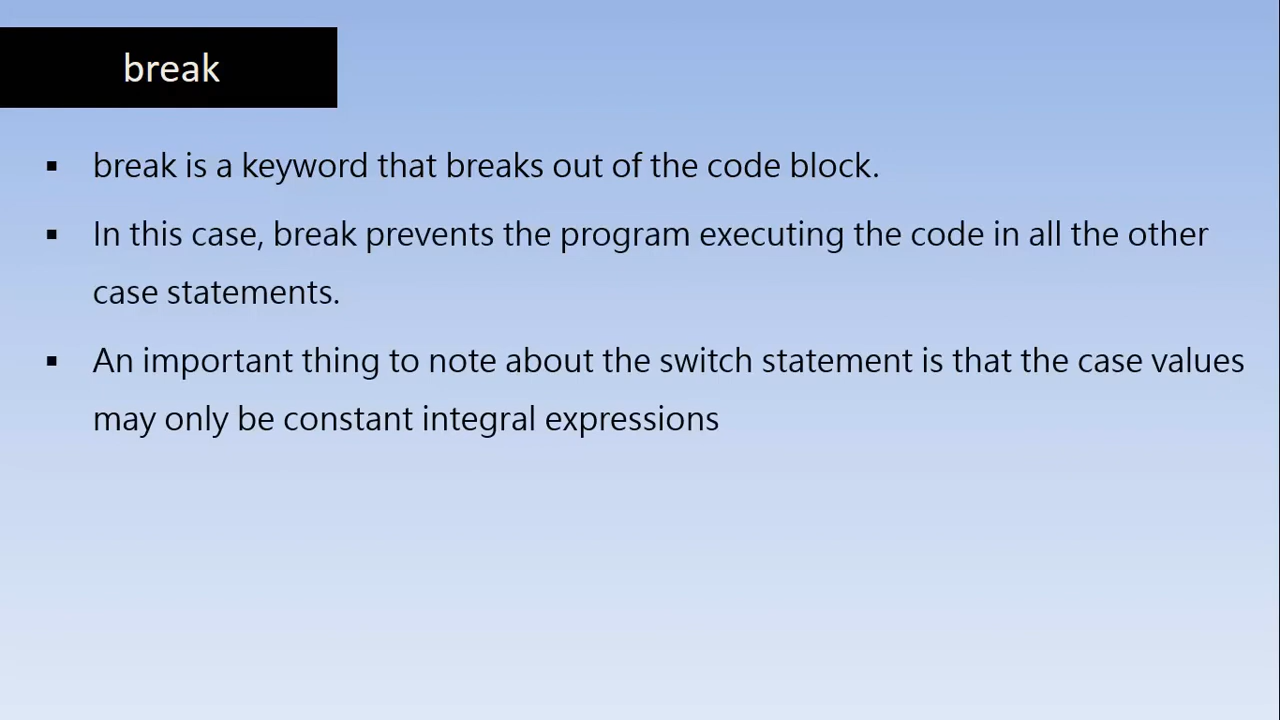 break
▪ break is a keyword that breaks out of the code block.
▪ In this case, break prevents the program executing the code in all the other
case statements.
▪ An important thing to note about the switch statement is that the case values
may only be constant integral expressions